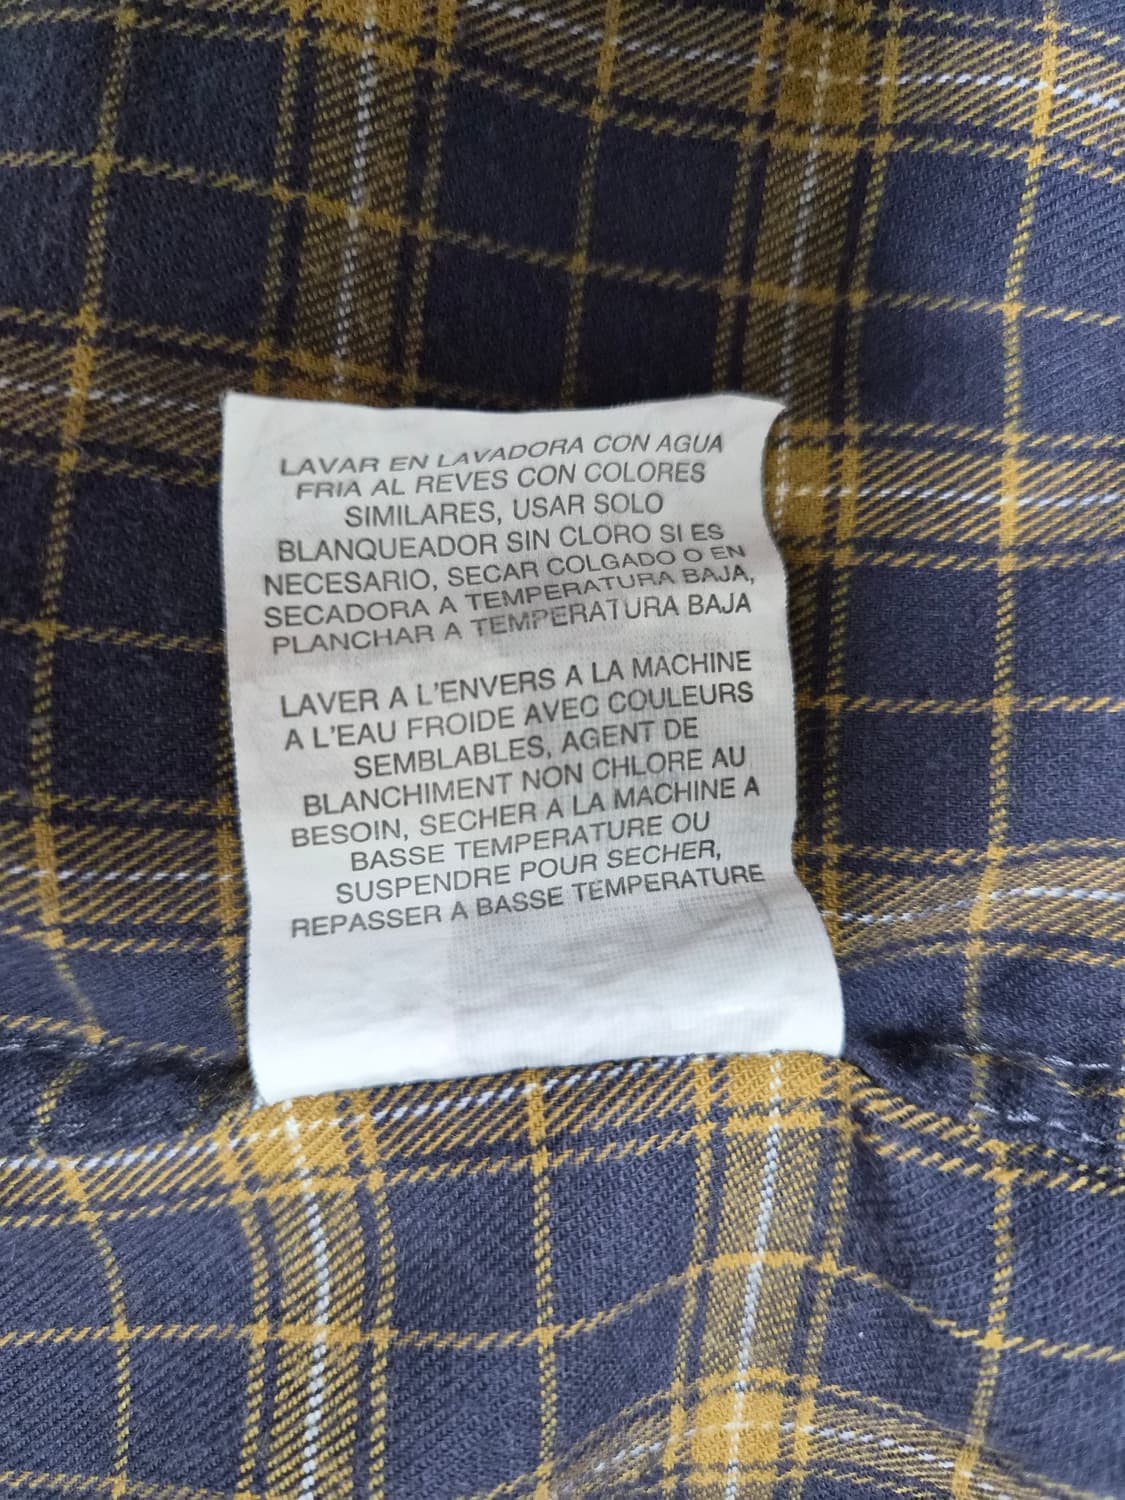 LAVAR EN LAVADORA CON AGUA
FRIA AL REVES CON COLORES
SIMILARES, USAR SOLO
BLANQUEADOR SIN CLORO SI ES
NECESARIO, SECAR COLGADO O EN
SECADORA A TEMPERATURA BAJA,
PLANCHAR A TEMPERATURA BAJA
LAVER A L'ENVERS A LA MACHINE
A L'EAU FROIDE AVEC COULEURS
SEMBLABLES, AGENT DE
BLANCHIMENT NON CHLORE AU
BESOIN, SECHER A LA MACHINE A
BASSE TEMPERATURE OU
SUSPENDRE POUR SECHER,
REPASSER A BASSE TEMPERATURE